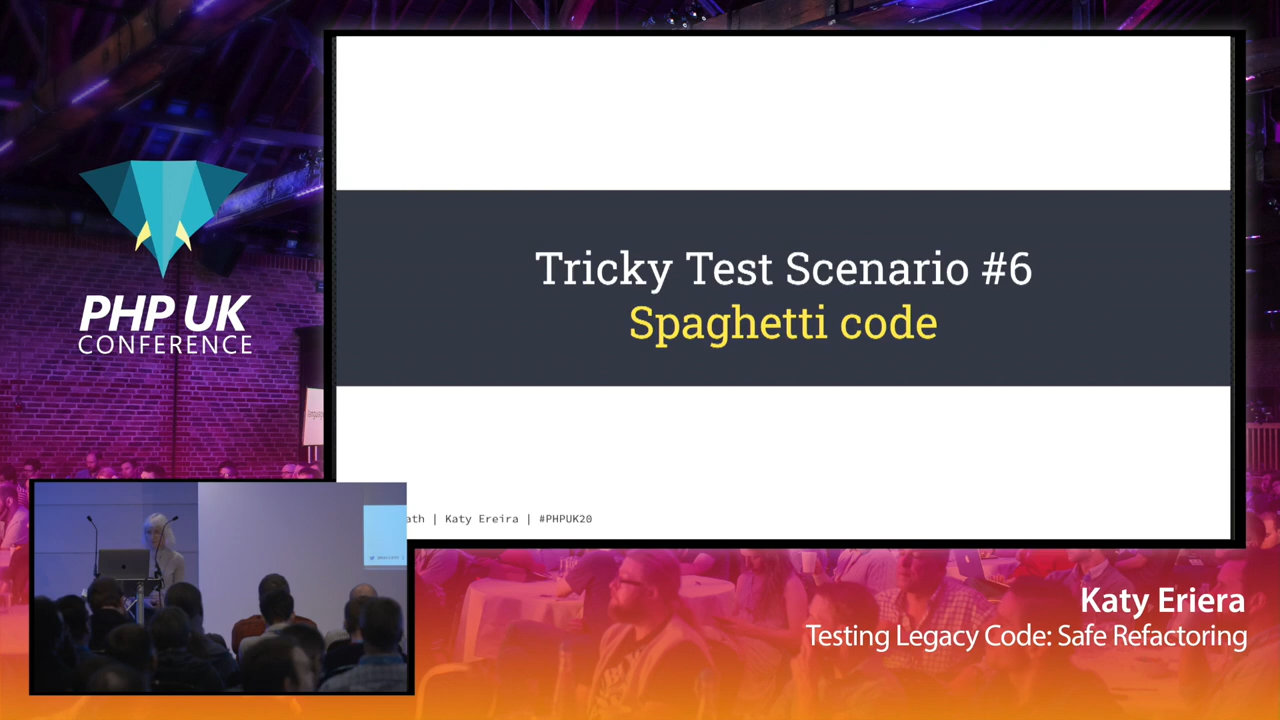 PHP UK
CONFERENCE
Tricky Test Scenario #6
Spaghetti code
ath | Katy Ereira | #PHPUK20
Katy Eriera
Testing Legacy Code: Safe Refactoring